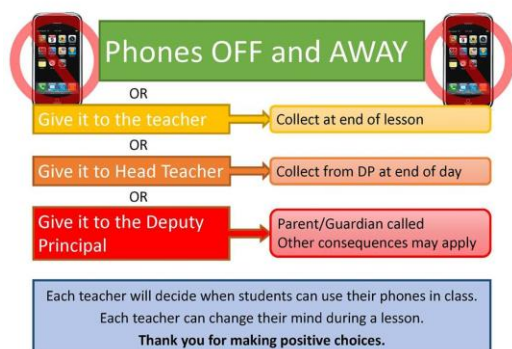 Phones OFF and AWAY
OR
Give it to the teacher
Collect at end of lesson
OR
Give it to Head Teacher
Collect from DP at end of day
OR
Give it to the Deputy
Principal
Parent/Guardian called
Other consequences may apply
Each teacher will decide when students can use their phones in class.
Each teacher can change their mind during a lesson.
Thank you for making positive choices.